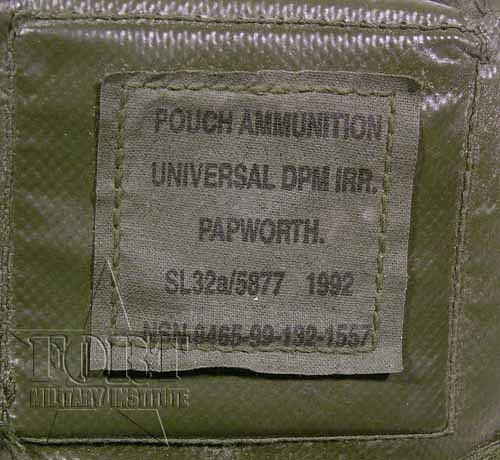 POUCH AMMUNITION
UNIVERSAL DPM IRR.
PAPWORTH.
SL32a/5877 1992
NSN-8465-99-132-1557
FORT
MILITARY INSTITUTE